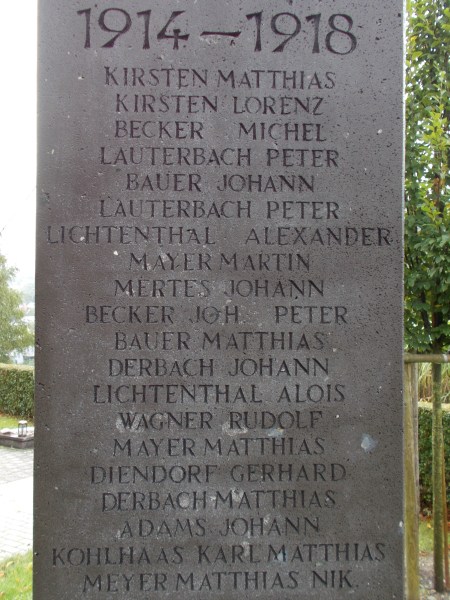 1914-1918
KIRSTEN MATTHIAS
KIRSTEN LORENZ
BECKER MICHEL
LAUTERBACH PETER
BAUER JOHANN
LAUTERBACH PETER
LICHTENTHAL ALEXANDER
MAYER MARTIN
MERTES JOHANN
BECKER JOH. PETER
BAUER MATTHIAS
DERBACH JOHANN
LICHTENTHAL ALOIS
WAGNER RUDOLF
MAYER MATTHIAS
DIENDORF GERHARD
DERBACH MATTHIAS
ADAMS JOHANN
KOHLHAAS KARL MATTHIAS
MEYER MATTHIAS NIK.